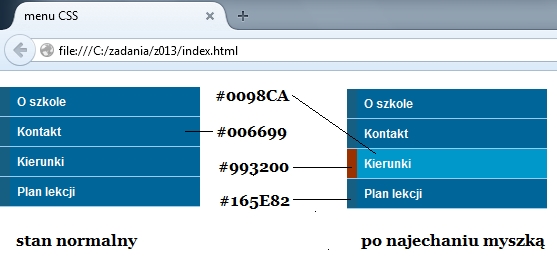 menu CSS
file:///C:/zadania/z013/index.html
O szkole
Kontakt
Kierunki
Plan lekcji
#0098CA
#006699
#993200
#165E82
O szkole
Kontakt
Kierunki
Plan lekcji
stan normalny
po najechaniu myszką